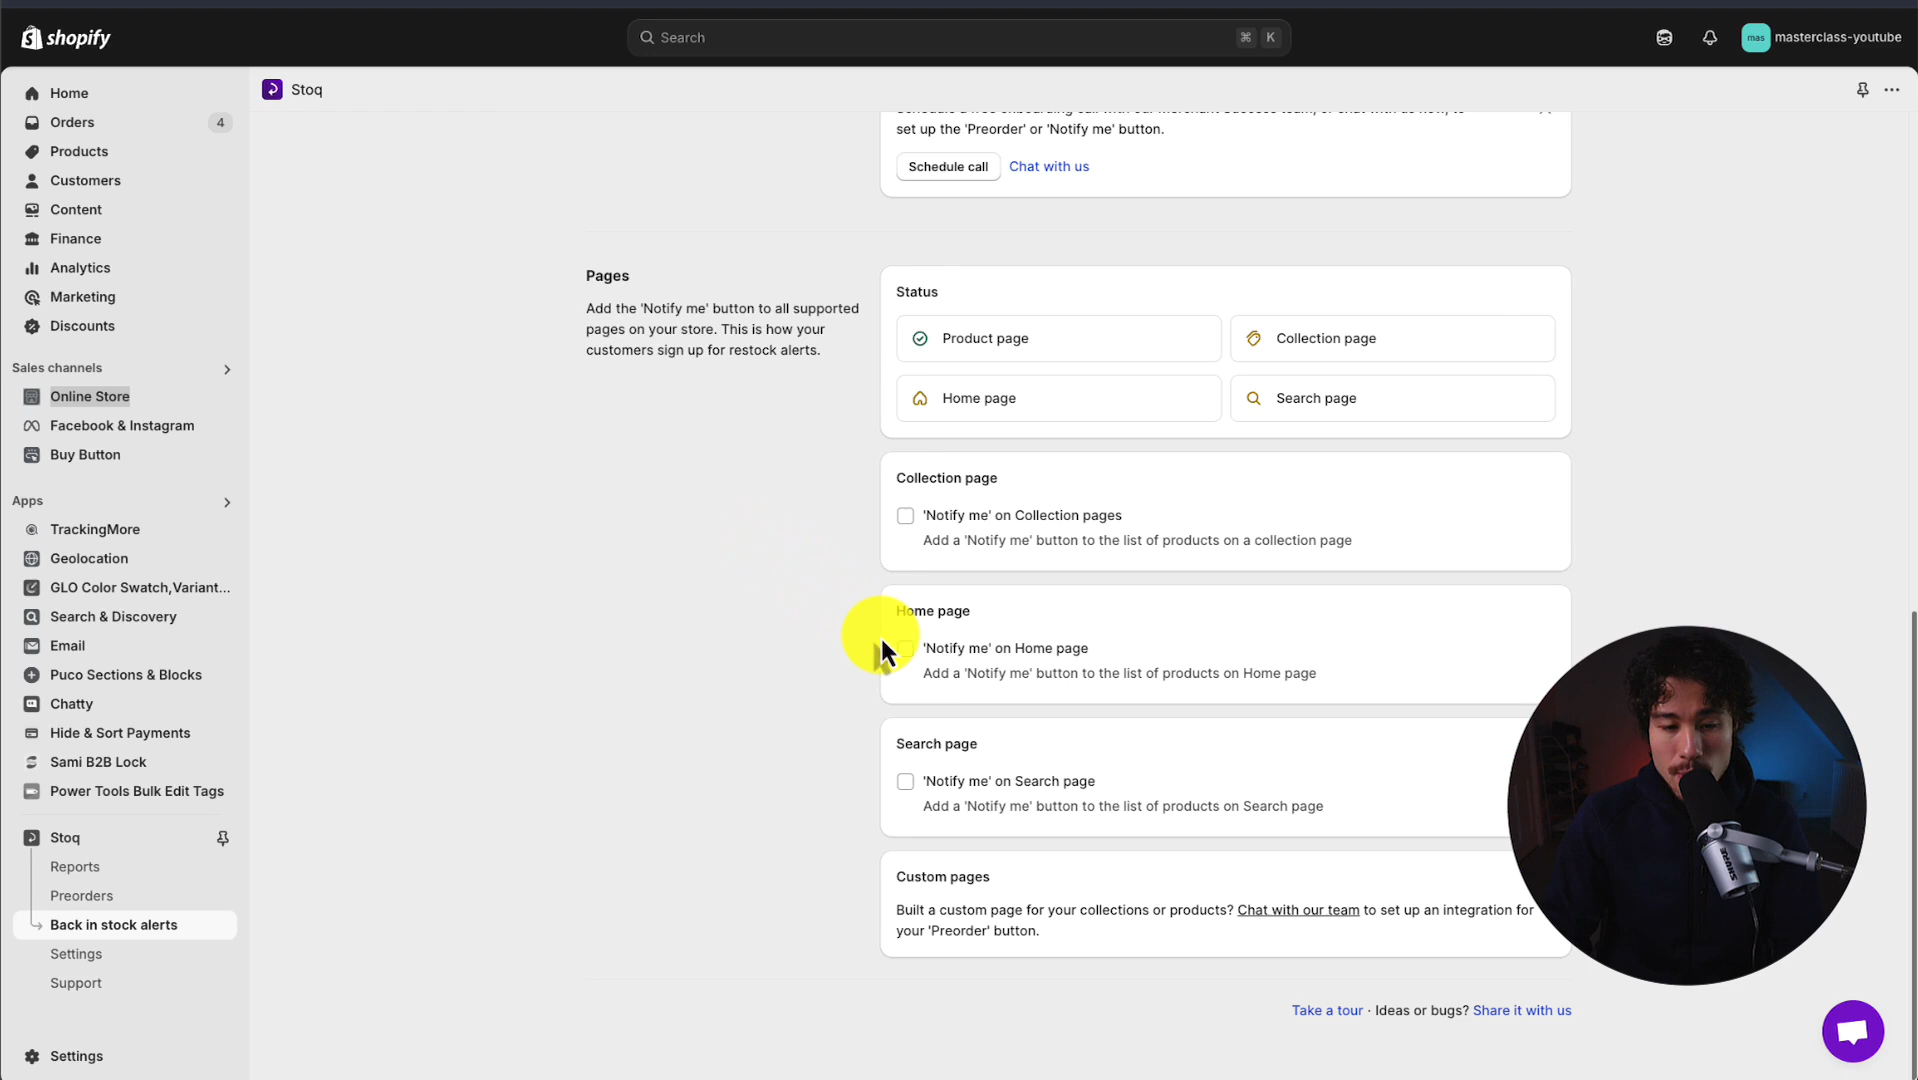 shopify
Search
⌘ K
mas
masterclass-youtube
Home
Orders
4
Products
Customers
Content
Finance
Analytics
Marketing
Discounts
Sales channels
Online Store
Facebook & Instagram
Buy Button
Apps
TrackingMore
Geolocation
GLO Color Swatch,Variant...
Search & Discovery
Email
Puco Sections & Blocks
Chatty
Hide & Sort Payments
Sami B2B Lock
Power Tools Bulk Edit Tags
Stoq
Reports
Preorders
Back in stock alerts
Settings
Support
Settings
Stoq
set up the 'Preorder' or 'Notify me' button.
Schedule call
Chat with us
Pages
Add the 'Notify me' button to all supported
pages on your store. This is how your
customers sign up for restock alerts.
Status
Product page
Collection page
Home page
Search page
Collection page
'Notify me' on Collection pages
Add a 'Notify me' button to the list of products on a collection page
Home page
'Notify me' on Home page
Add a 'Notify me' button to the list of products on Home page
Search page
'Notify me' on Search page
Add a 'Notify me' button to the list of products on Search page
Custom pages
Built a custom page for your collections or products? Chat with our team to set up an integration for
your 'Preorder' button.
Take a tour · Ideas or bugs? Share it with us
SHURE